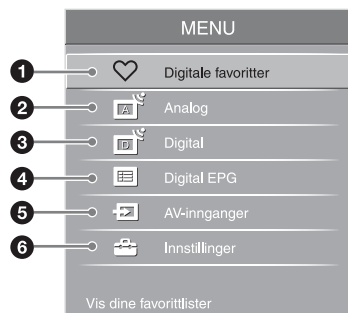 MENU
1 Digitale favoritter
2 A Analog
3 D Digital
4 Digital EPG
5 AV-innganger
6 Innstillinger
Vis dine favorittlister